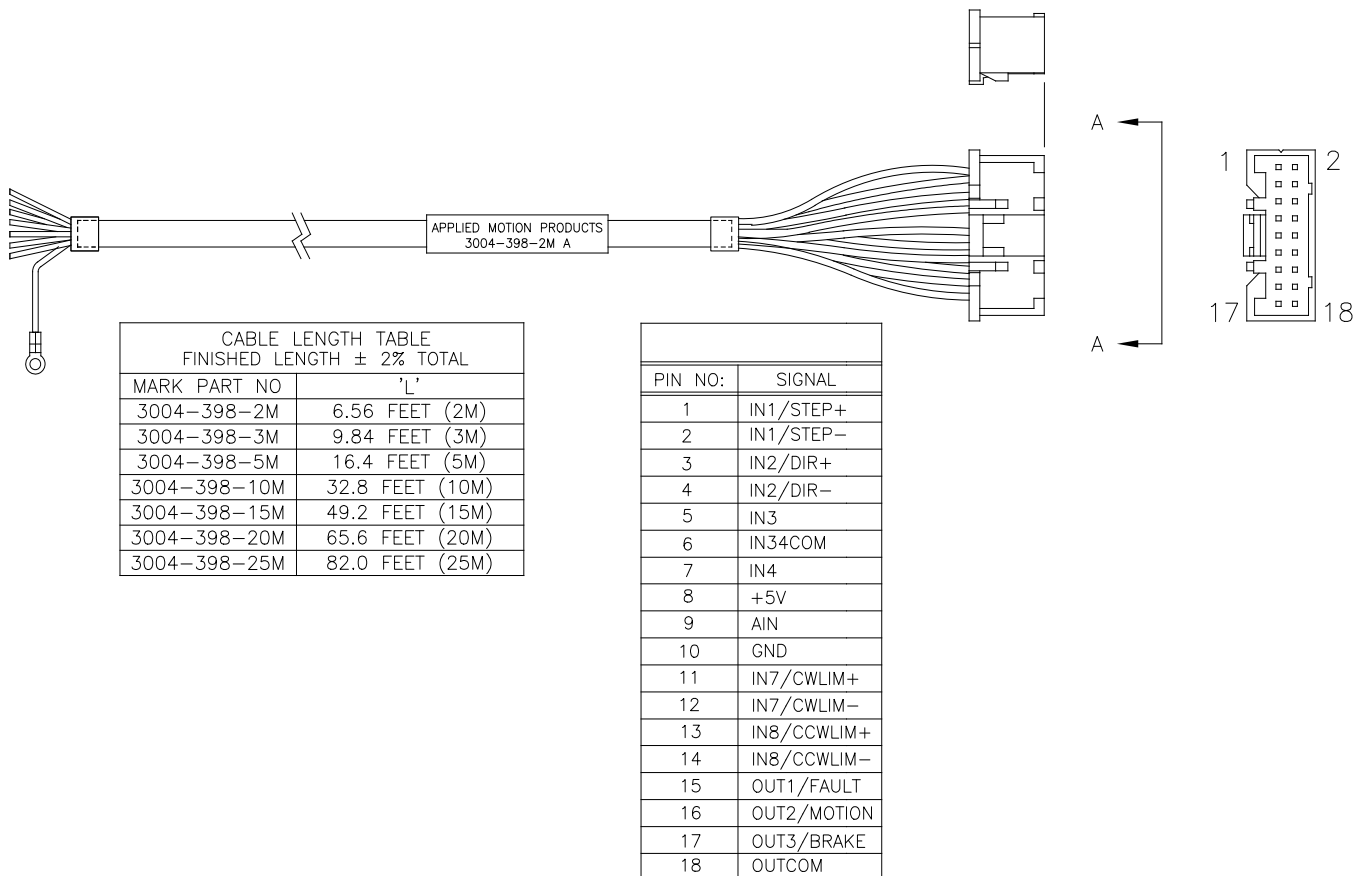 A
1 2
APPLIED MOTION PRODUCTS
3004-398-2M A
17 18
A
CABLE LENGTH TABLE
FINISHED LENGTH ± 2% TOTAL
MARK PART NO 'L'
3004-398-2M 6.56 FEET (2M)
3004-398-3M 9.84 FEET (3M)
3004-398-5M 16.4 FEET (5M)
3004-398-10M 32.8 FEET (10M)
3004-398-15M 49.2 FEET (15M)
3004-398-20M 65.6 FEET (20M)
3004-398-25M 82.0 FEET (25M)
PIN NO: SIGNAL
1 IN1/STEP+
2 IN1/STEP-
3 IN2/DIR+
4 IN2/DIR-
5 IN3
6 IN34COM
7 IN4
8 +5V
9 AIN
10 GND
11 IN7/CWLIM+
12 IN7/CWLIM-
13 IN8/CCWLIM+
14 IN8/CCWLIM-
15 OUT1/FAULT
16 OUT2/MOTION
17 OUT3/BRAKE
18 OUTCOM